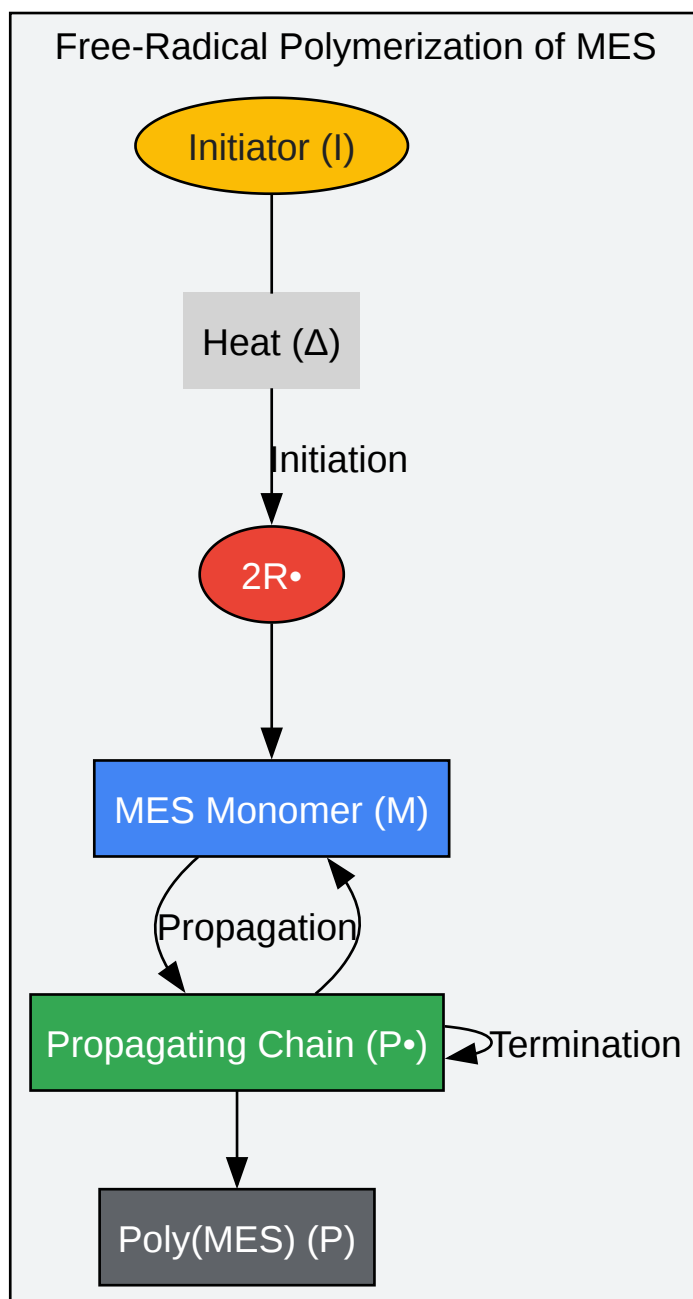 Free-Radical Polymerization of MES
Initiator (I)
Heat (Δ)
Initiation
2R•
MES Monomer (M)
Propagation
Propagating Chain (P•)
Termination
Poly(MES) (P)